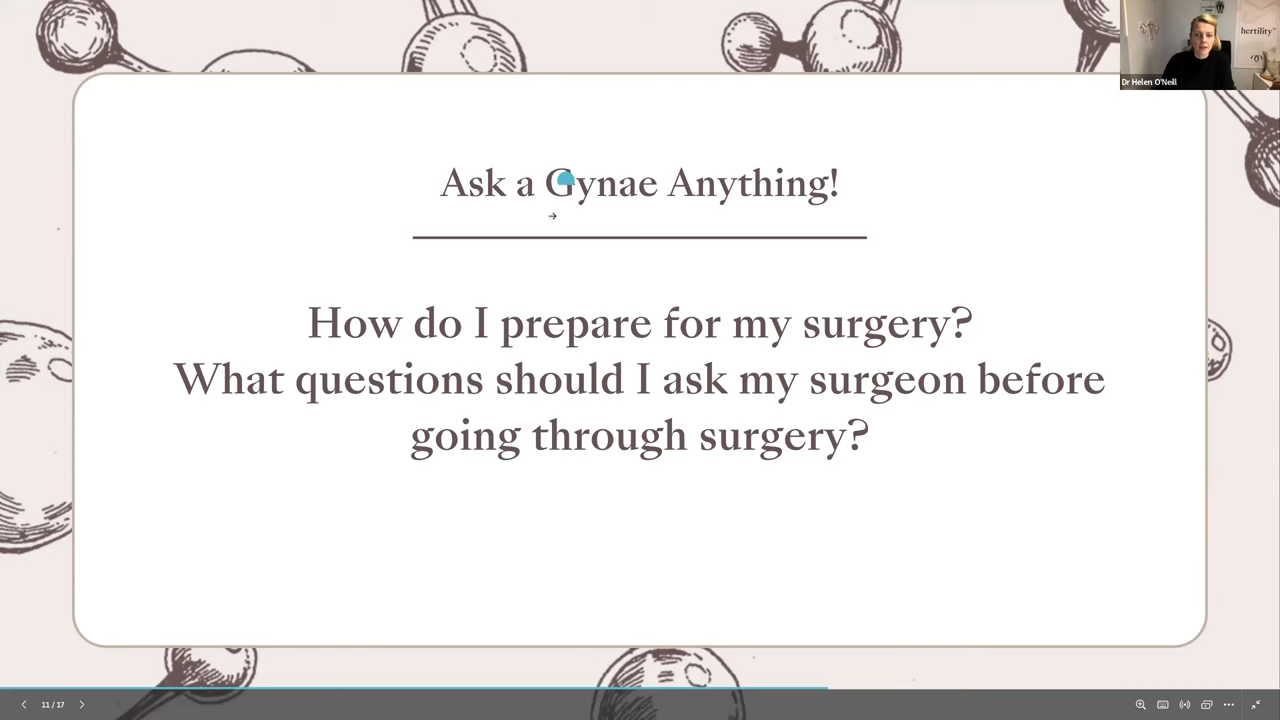 hertility
Dr Helen O'Neill
Ask a Gynae Anything!
How do I prepare for my surgery?
What questions should I ask my surgeon before
going through surgery?
11 / 17